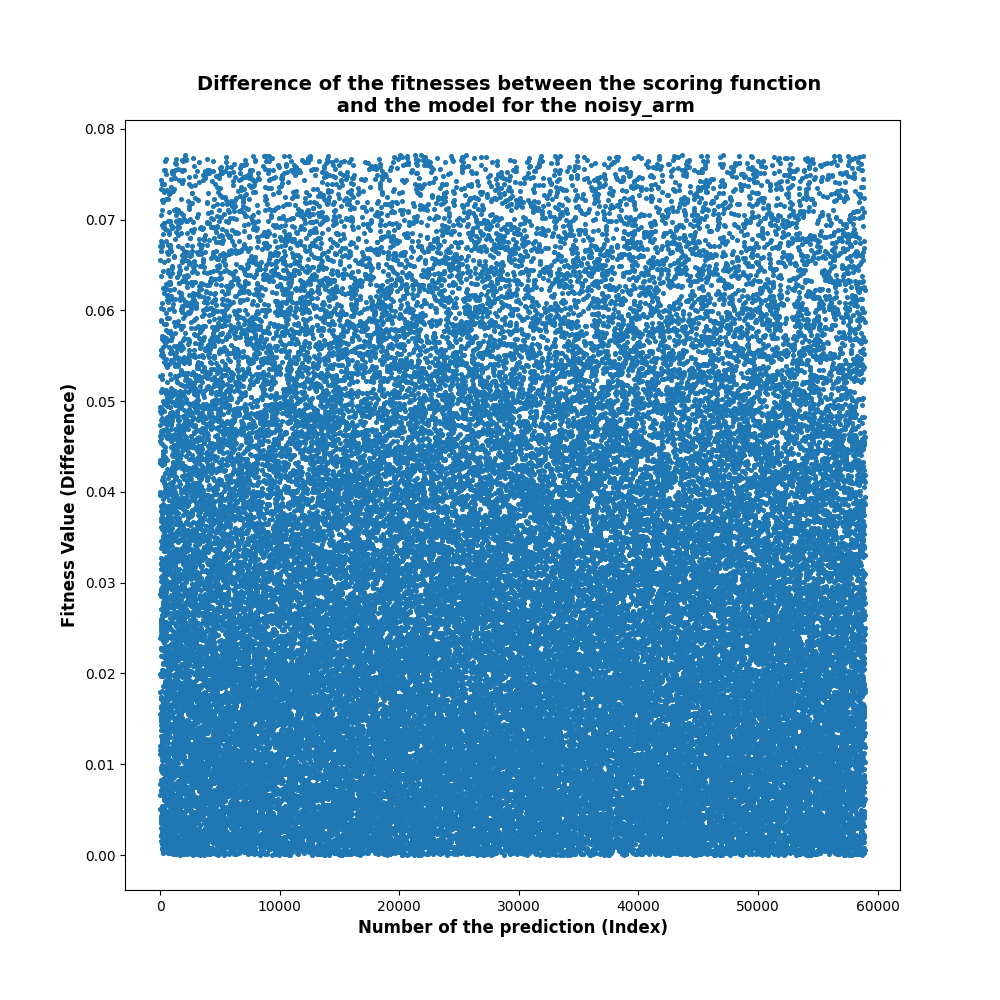 Difference of the fitnesses between the scoring function
and the model for the noisy_arm
0.08
0.07
0.06
0.05
0.04
0.03
0.02
0.01
0.00
Fitness Value (Difference)
0 10000 20000 30000 40000 50000 60000
Number of the prediction (Index)